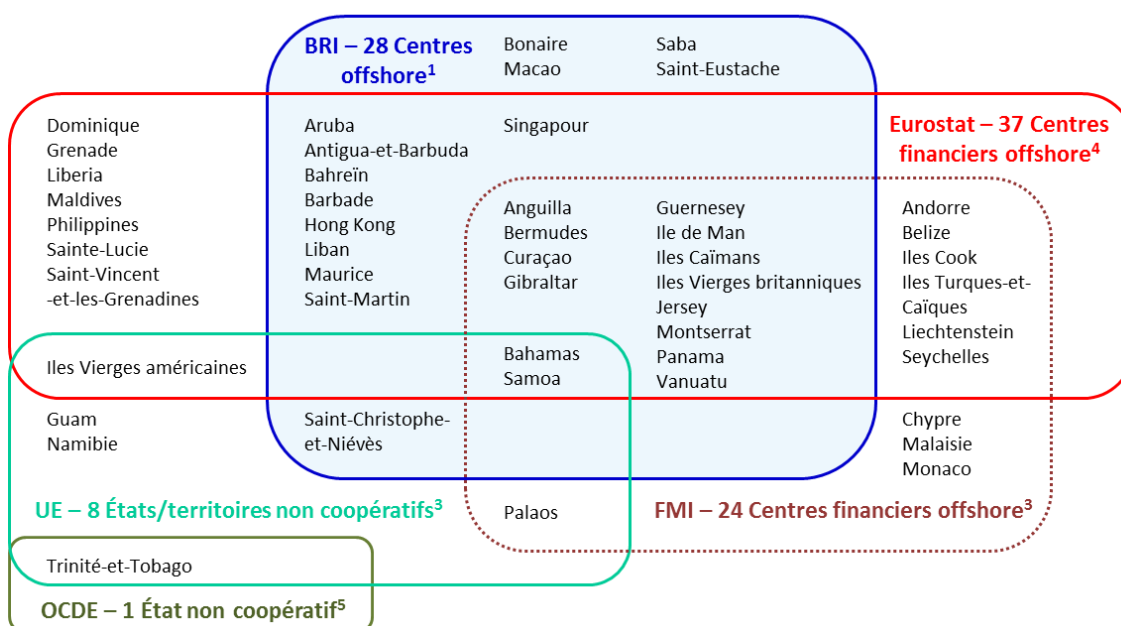 BRI – 28 Centres
offshore¹
Bonaire
Macao
Saba
Saint-Eustache
Dominique
Grenade
Liberia
Maldives
Philippines
Sainte-Lucie
Saint-Vincent
-et-les-Grenadines
Aruba
Antigua-et-Barbuda
Bahreïn
Barbade
Hong Kong
Liban
Maurice
Saint-Martin
Singapour
Eurostat – 37 Centres
financiers offshore⁴
Anguilla
Bermudes
Curaçao
Gibraltar
Guernesey
Ile de Man
Iles Caïmans
Iles Vierges britanniques
Jersey
Montserrat
Panama
Vanuatu
Andorre
Belize
Iles Cook
Iles Turques-et-
Caïques
Liechtenstein
Seychelles
Iles Vierges américaines
Bahamas
Samoa
Guam
Namibie
Saint-Christophe-
et-Niévès
Chypre
Malaisie
Monaco
UE – 8 États/territoires non coopératifs³
Palaos
FMI – 24 Centres financiers offshore³
Trinité-et-Tobago
OCDE – 1 État non coopératif⁵